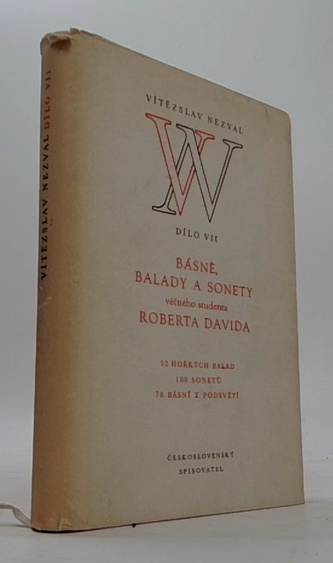 VÍTĚZSLAV NEZVAL DÍLO VII
VÍTĚZSLAV NEZVAL
VN
DÍLO VII
BÁSNĚ,
BALADY A SONETY
věčného studenta
ROBERTA DAVIDA
52 HOŘKÝCH BALAD
100 SONETŮ
70 BÁSNÍ Z PODSVĚTÍ
ČESKOSLOVENSKÝ
SPISOVATEL